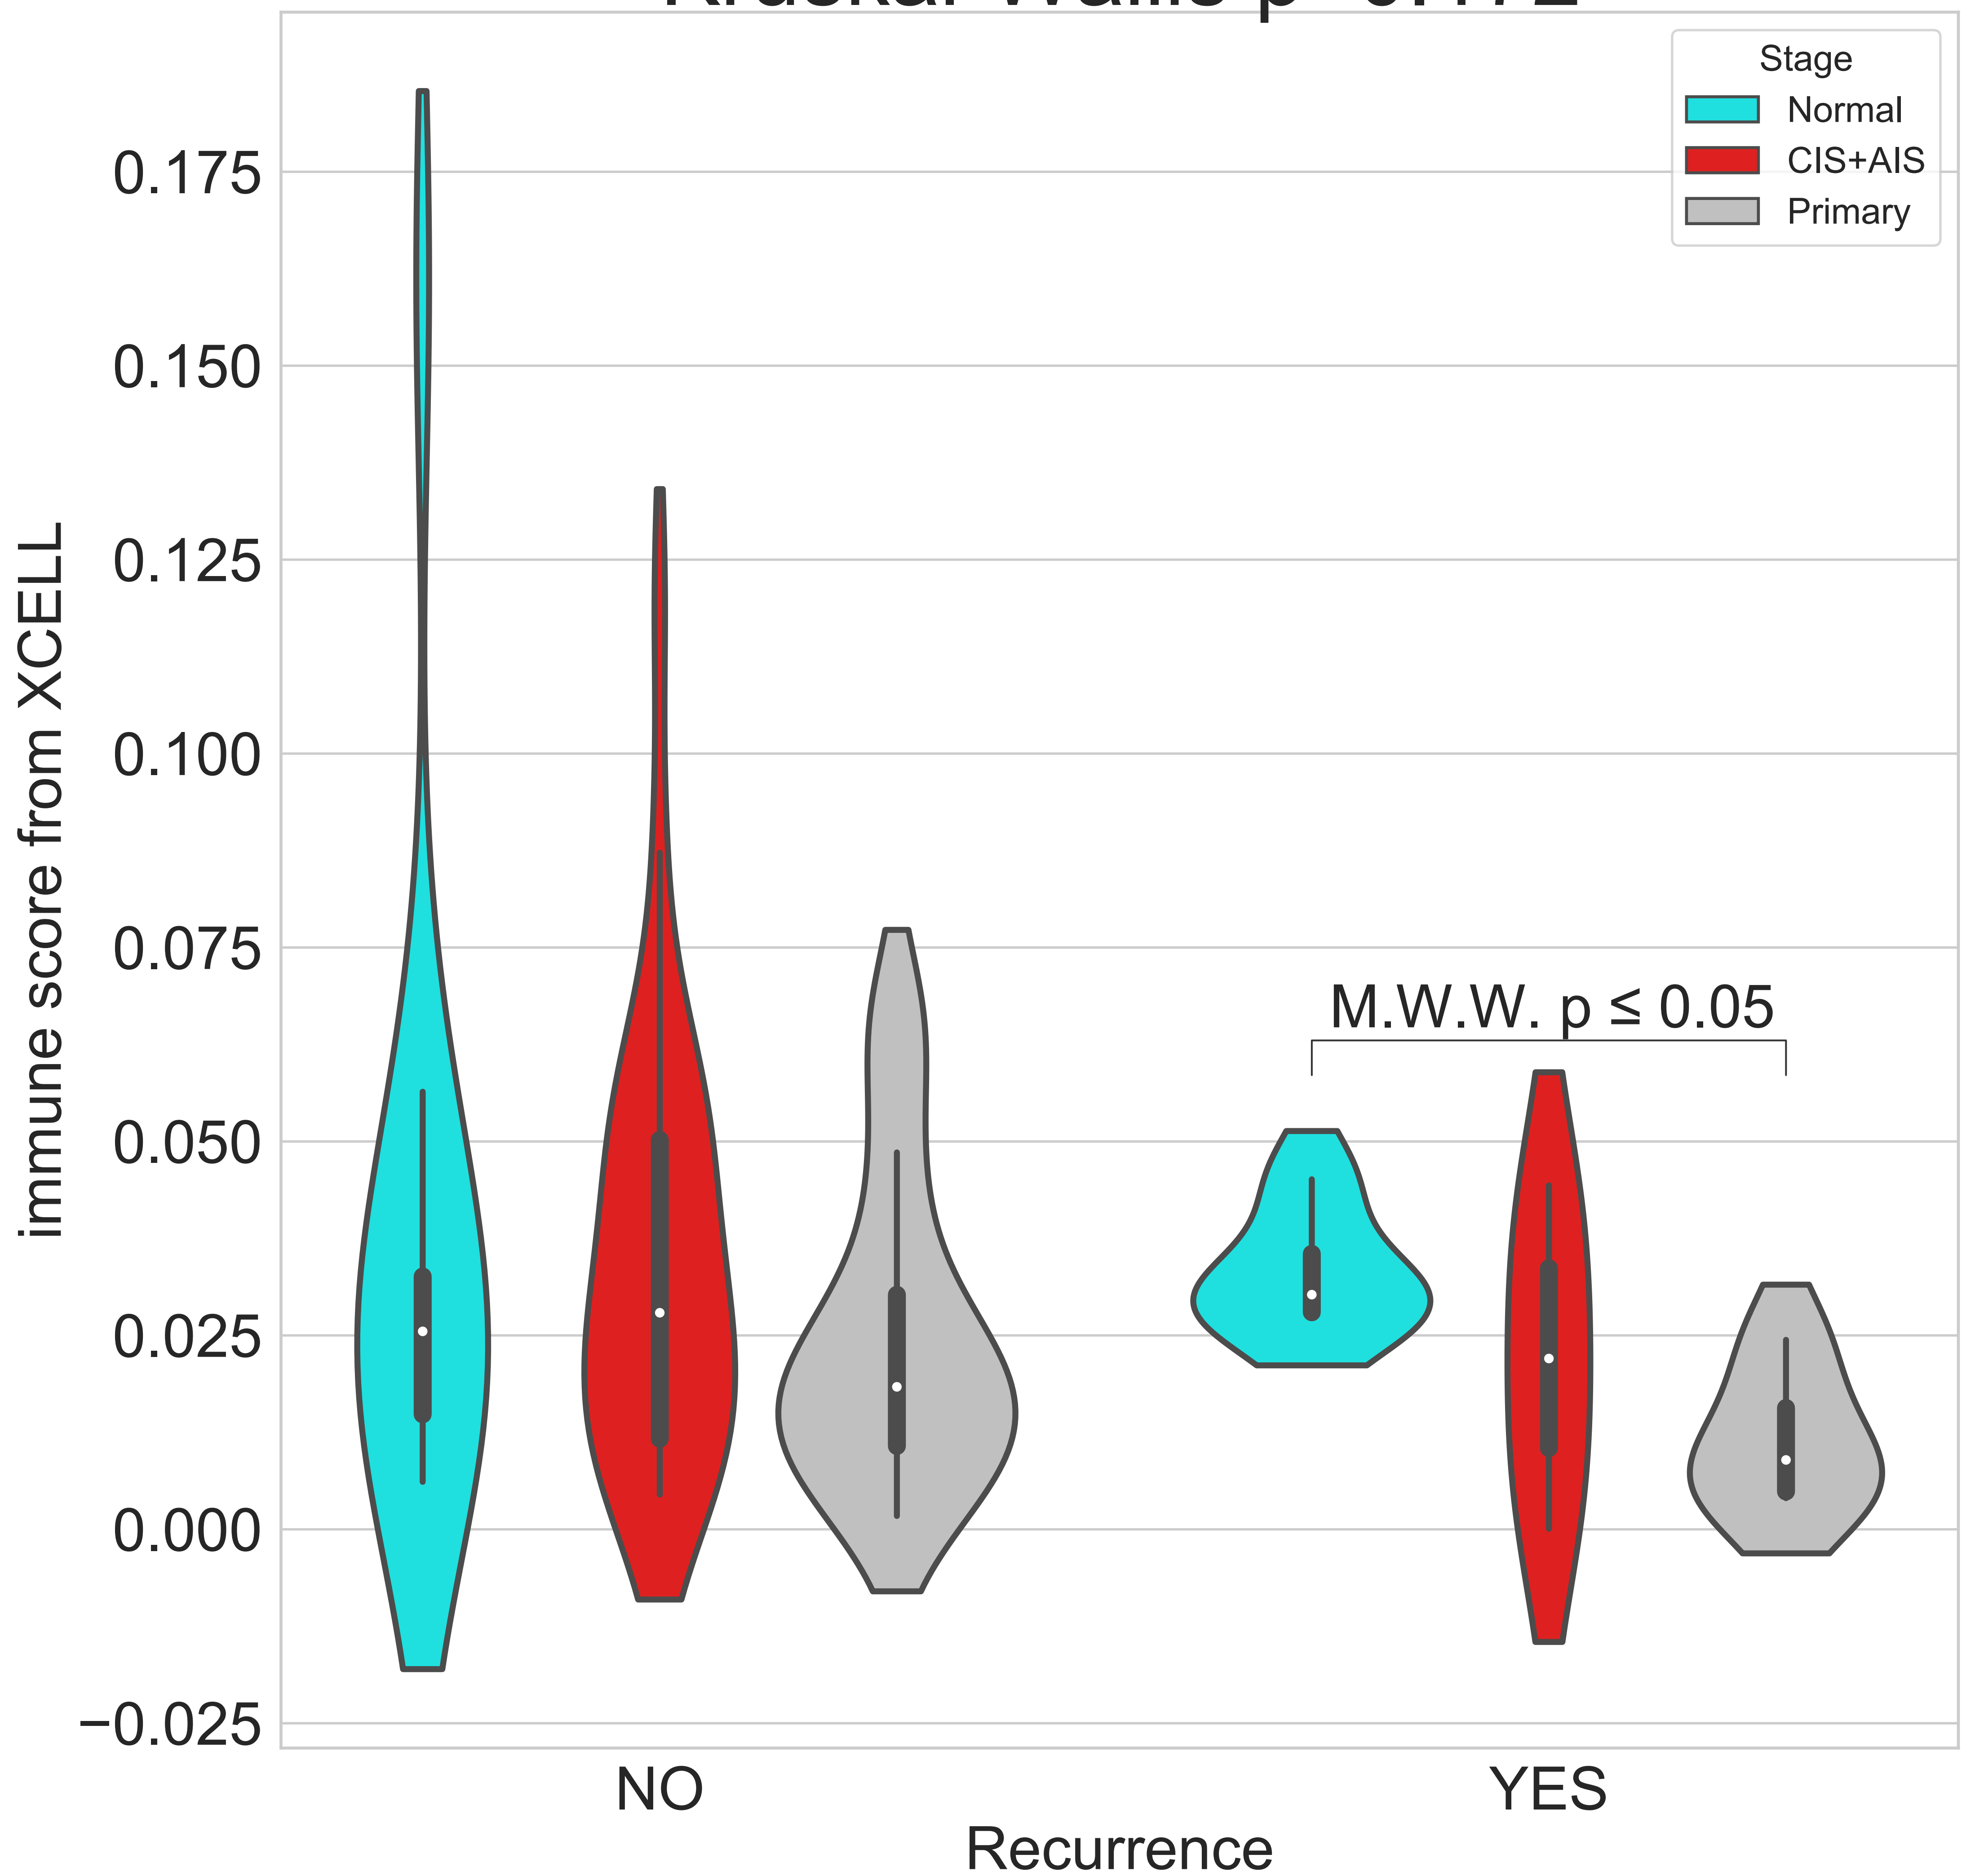 Stage
Normal
CIS+AIS
Primary
0.175
0.150
0.125
0.100
0.075
0.050
0.025
0.000
−0.025
immune score from XCELL
M.W.W. p ≤ 0.05
NO
YES
Recurrence